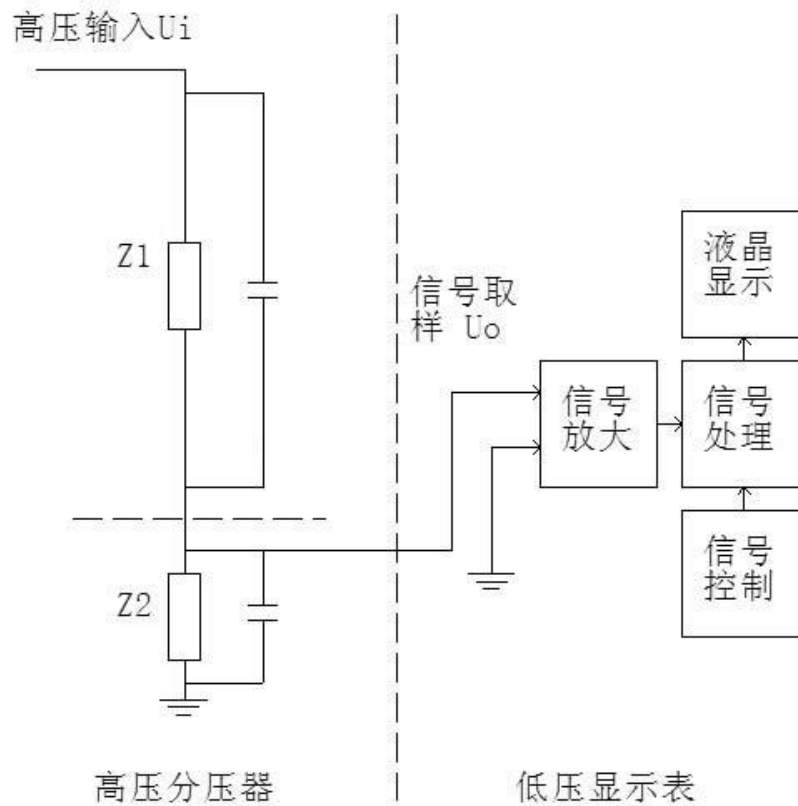 高压输入Ui
Z1
信号取
样 Uo
液晶
显示
信号
放大
信号
处理
信号
控制
Z2
高压分压器
低压显示表